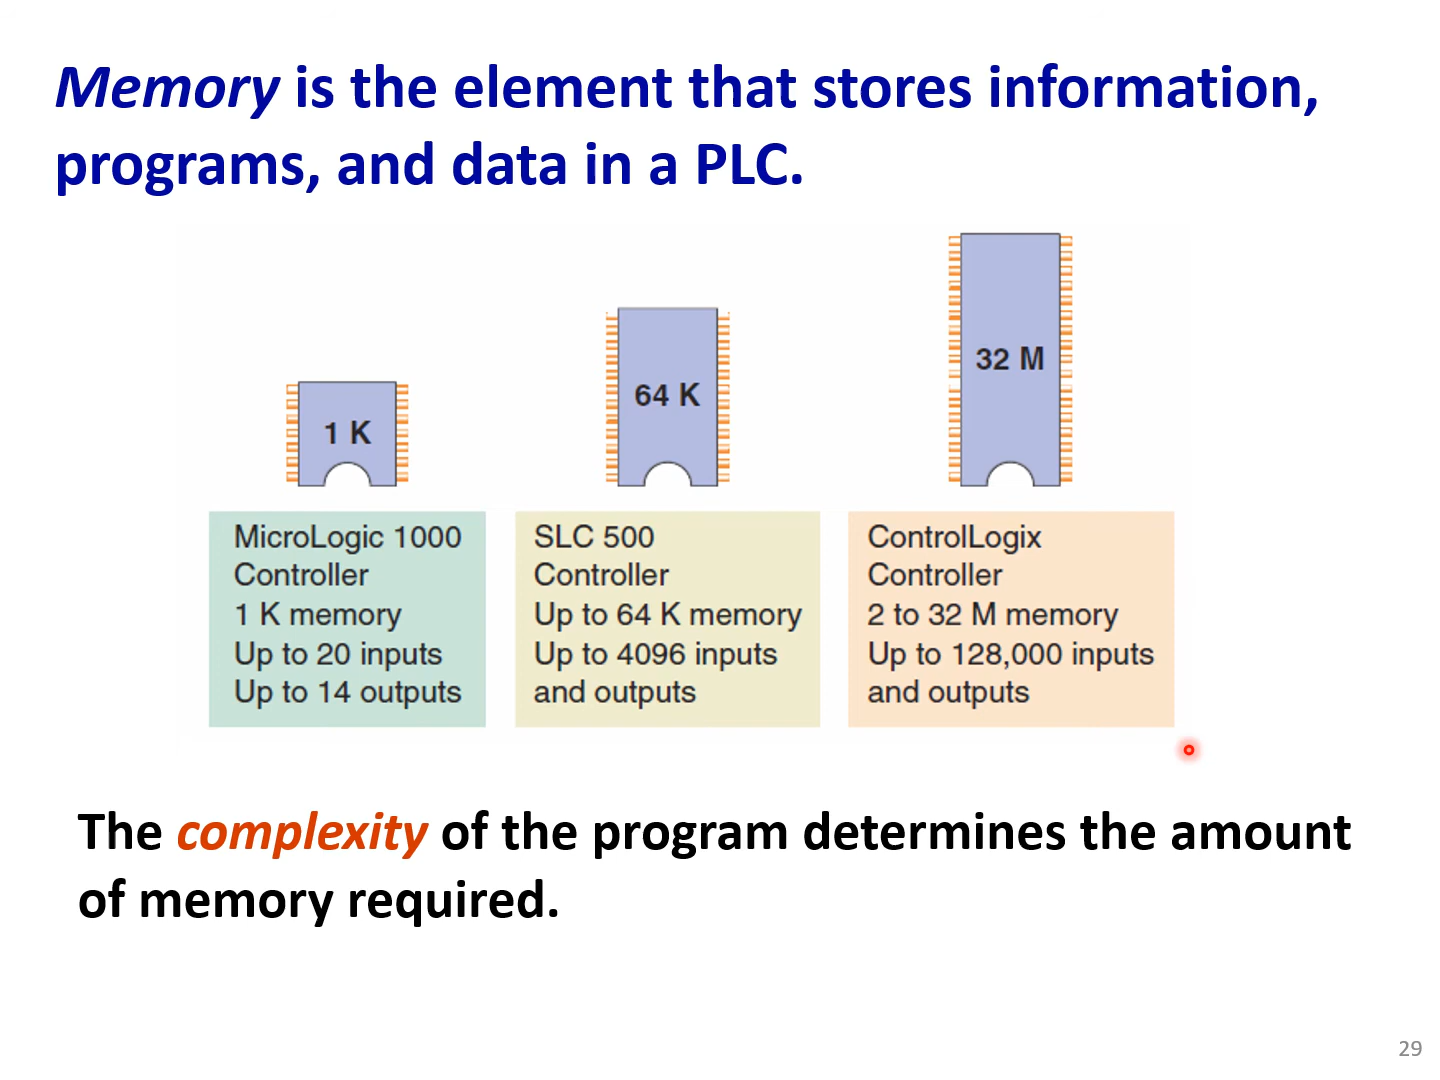 Memory is the element that stores information,
programs, and data in a PLC.
1 K
64 K
32 M
MicroLogic 1000
Controller
1 K memory
Up to 20 inputs
Up to 14 outputs
SLC 500
Controller
Up to 64 K memory
Up to 4096 inputs
and outputs
ControlLogix
Controller
2 to 32 M memory
Up to 128,000 inputs
and outputs
The complexity of the program determines the amount
of memory required.
29